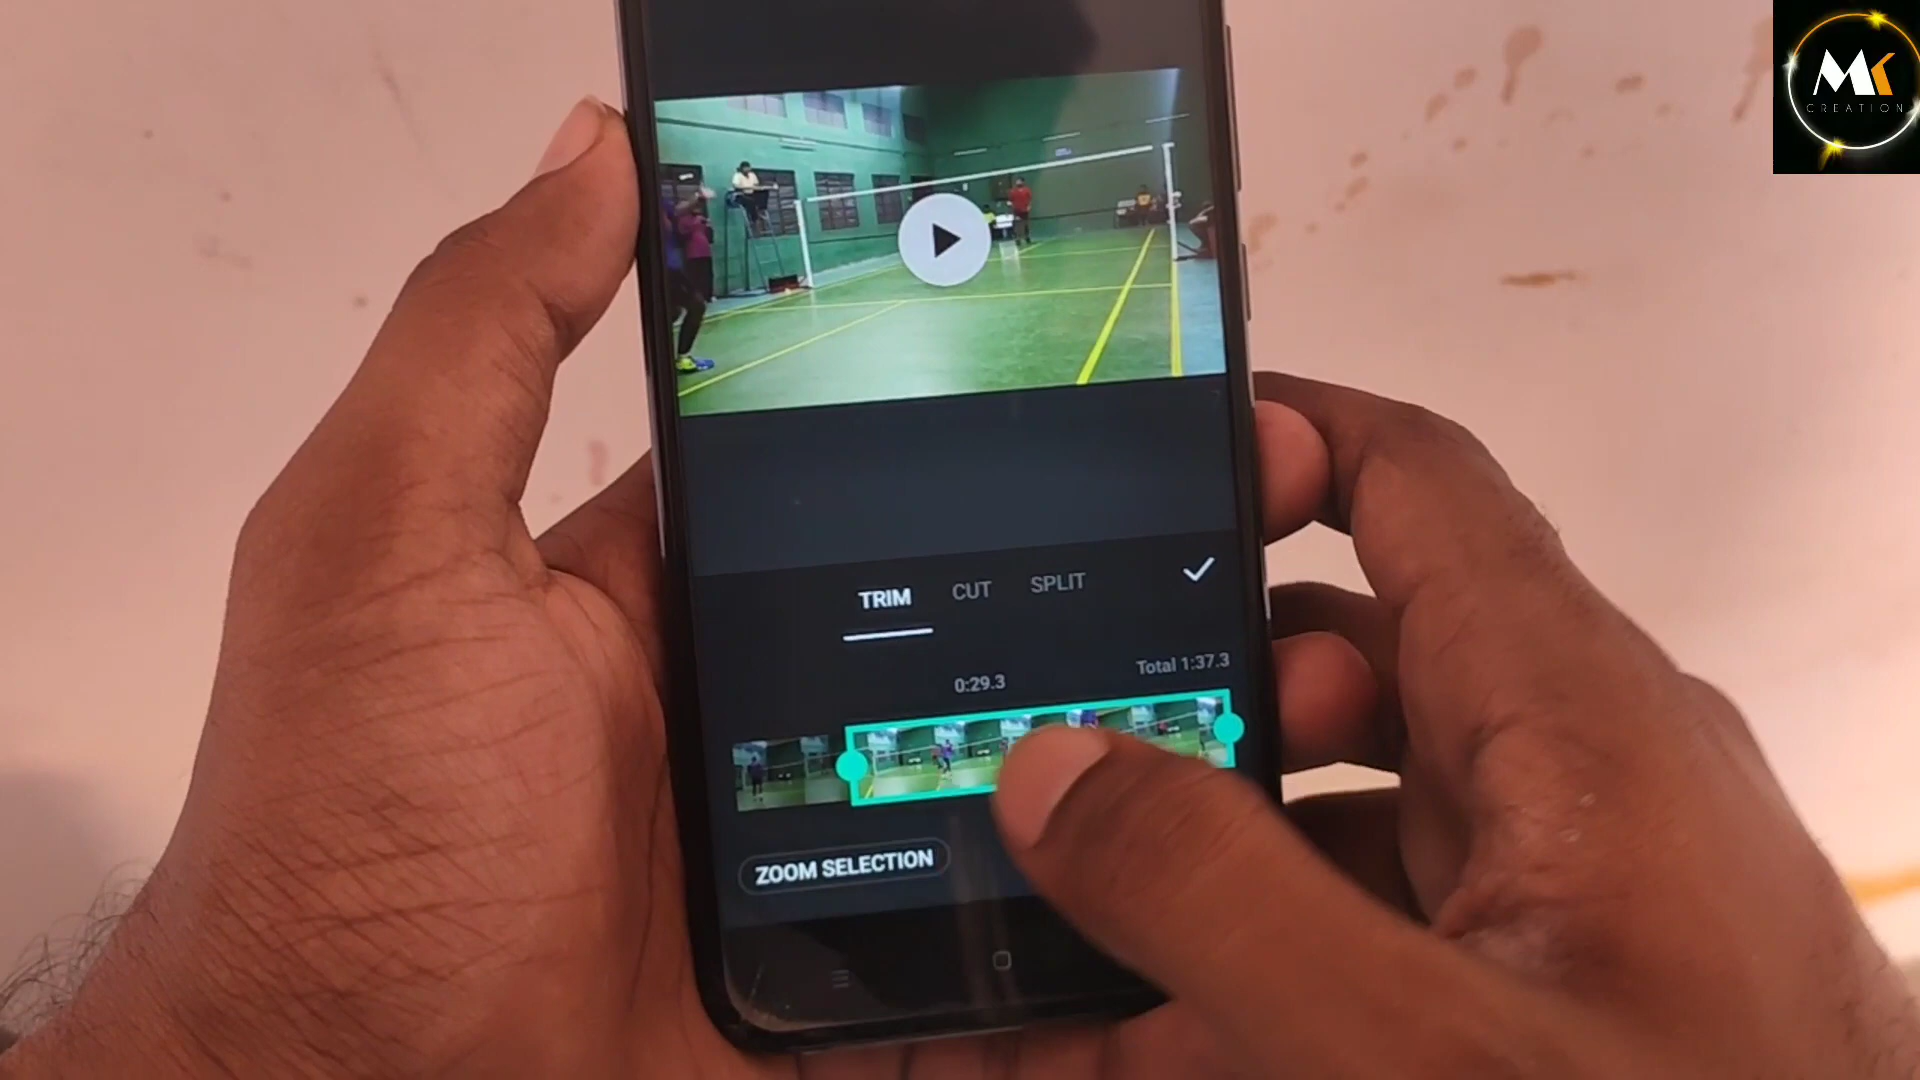 MK
CREATION
TRIM CUT SPLIT
0:29.3
Total 1:37.3
ZOOM SELECTION